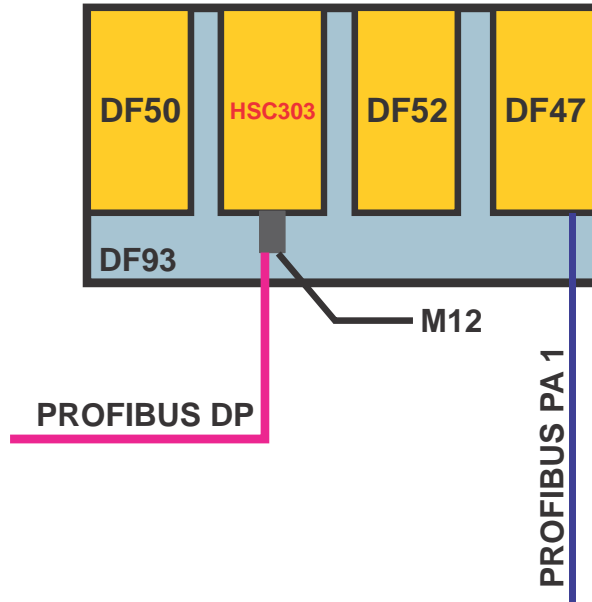 DF50
HSC303
DF52
DF47
DF93
M12
PROFIBUS DP
PROFIBUS PA 1